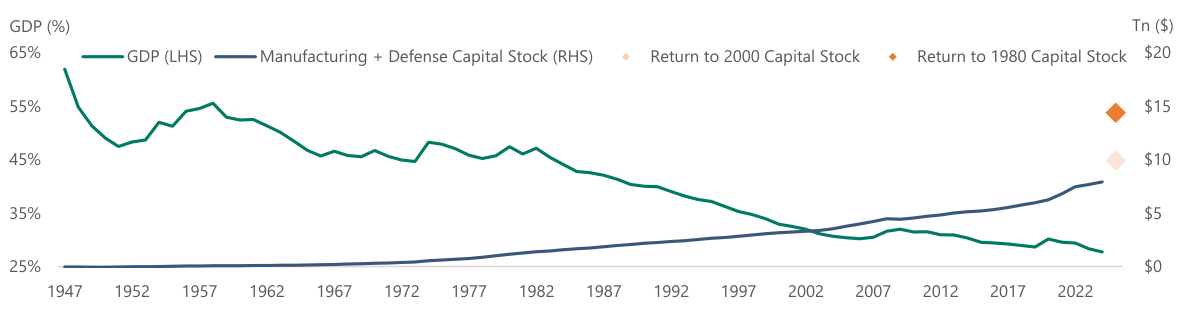 GDP (%) Tn ($)
65% $20
GDP (LHS) Manufacturing + Defense Capital Stock (RHS) Return to 2000 Capital Stock Return to 1980 Capital Stock
55% $15
45% $10
35% $5
25% $0
1947 1952 1957 1962 1967 1972 1977 1982 1987 1992 1997 2002 2007 2012 2017 2022